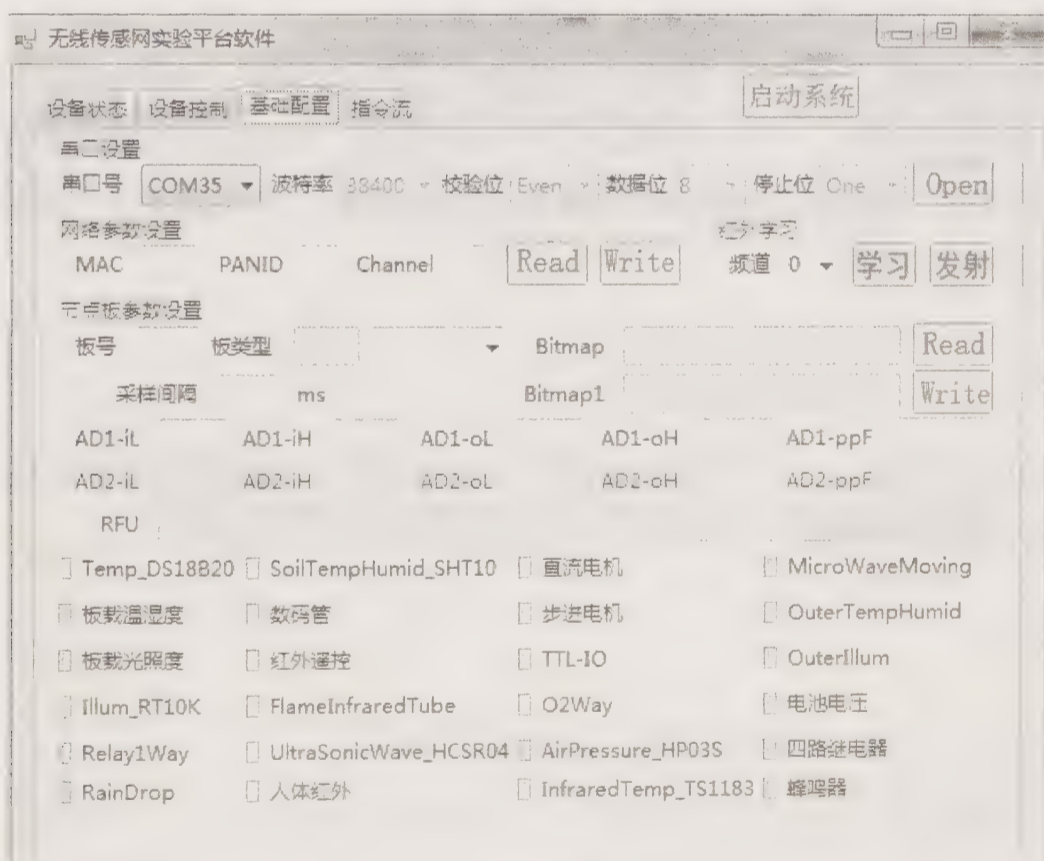 无线传感网实验平台软件
启动系统
设备状态 设备控制 基础配置 指令流
串口设置
串口号 COM35 波特率 38400 校验位 Even 数据位 8 停止位 One Open
网络参数设置 红外学习
MAC PANID Channel Read Write 频道 0 学习 发射
节点板参数设置
板号 板类型 Bitmap Read
采样间隔 ms Bitmap1 Write
AD1-iL AD1-iH AD1-oL AD1-oH AD1-ppF
AD2-iL AD2-iH AD2-oL AD2-oH AD2-ppF
RFU
Temp_DS18B20 SoilTempHumid_SHT10 直流电机 MicroWaveMoving
板载温湿度 数码管 步进电机 OuterTempHumid
板载光照度 红外遥控 TTL-IO OuterIllum
Illum_RT10K FlameInfraredTube O2Way 电池电压
Relay1Way UltraSonicWave_HCSR04 AirPressure_HP03S 四路继电器
RainDrop 人体红外 InfraredTemp_TS1183 蜂鸣器